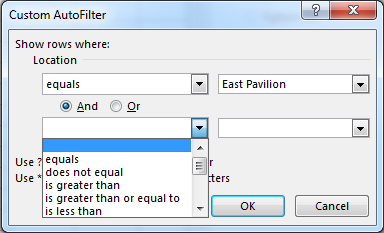 Custom AutoFilter
Show rows where:
Location
equals East Pavilion
And Or
equals
does not equal
is greater than
is greater than or equal to
is less than
Use ? r
Use * cters
OK Cancel